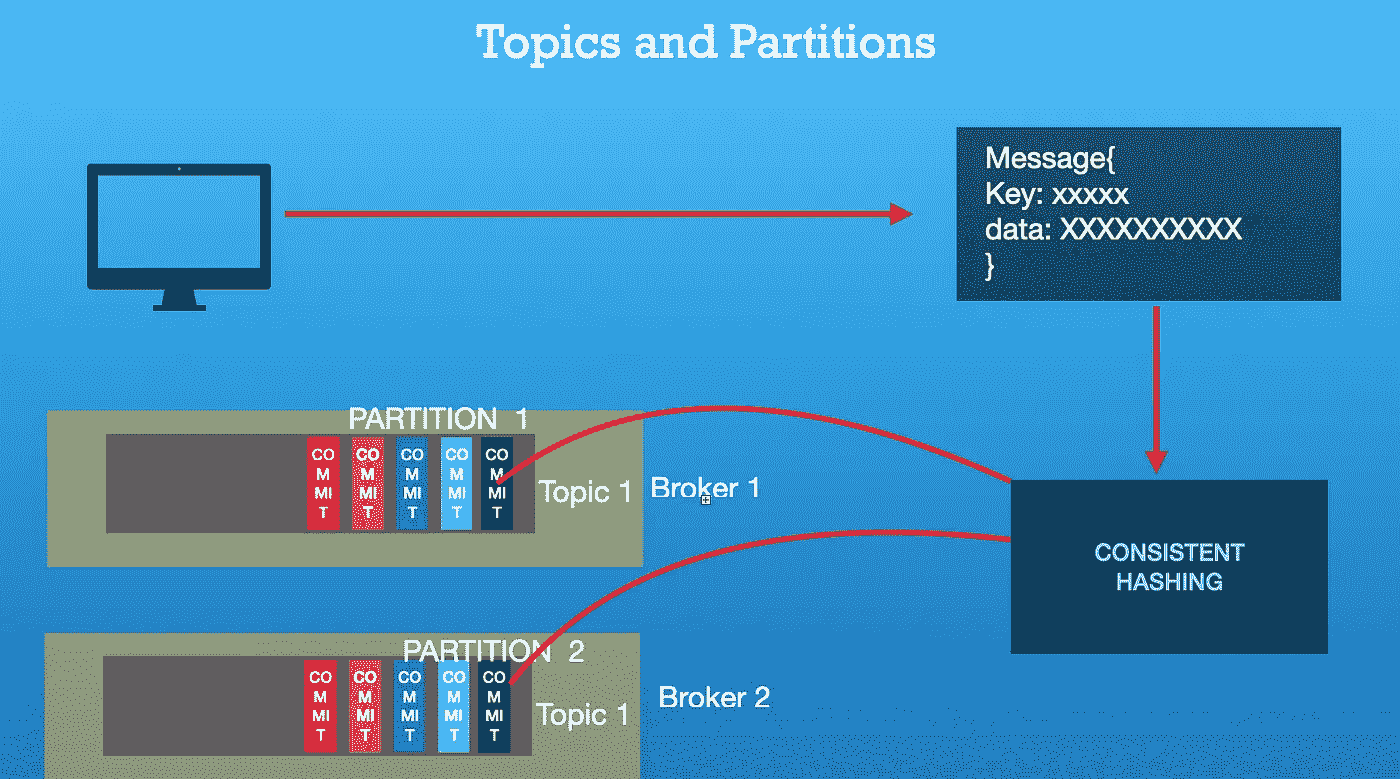 Topics and Partitions
Message{
Key: xxxxx
data: XXXXXXXXXX
}
PARTITION 1
CO
M
MI
T
CO
M
MI
T
CO
M
MI
T
CO
M
MI
T
CO
M
MI
T
Topic 1
Broker 1
CONSISTENT
HASHING
PARTITION 2
CO
M
MI
T
CO
M
MI
T
CO
M
MI
T
CO
M
MI
T
CO
M
MI
T
Topic 1
Broker 2